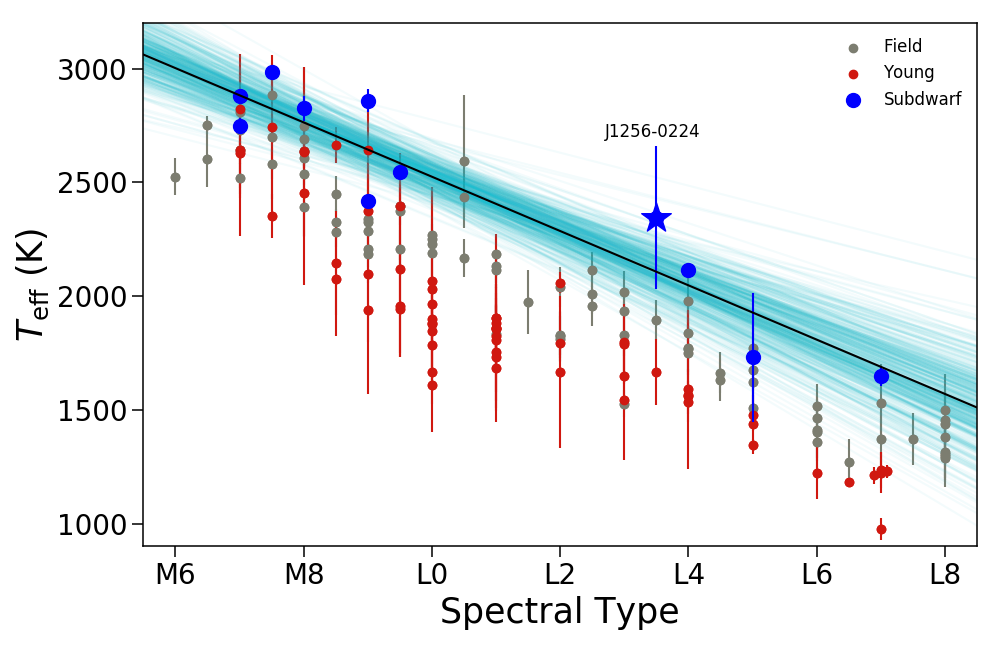 Field
Young
Subdwarf
J1256-0224
3000
2500
2000
1500
1000
T_eff (K)
M6 M8 L0 L2 L4 L6 L8
Spectral Type